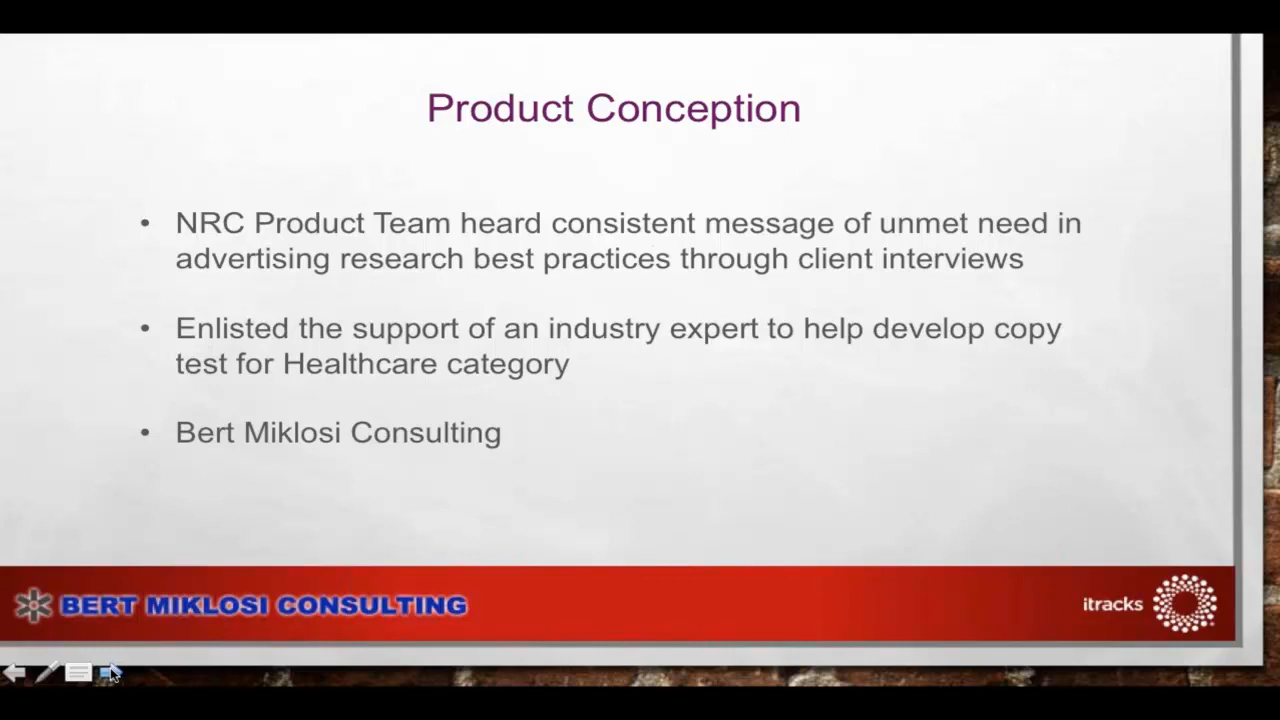 Product Conception
• NRC Product Team heard consistent message of unmet need in
advertising research best practices through client interviews
• Enlisted the support of an industry expert to help develop copy
test for Healthcare category
• Bert Miklosi Consulting
BERT MIKLOSI CONSULTING
itracks